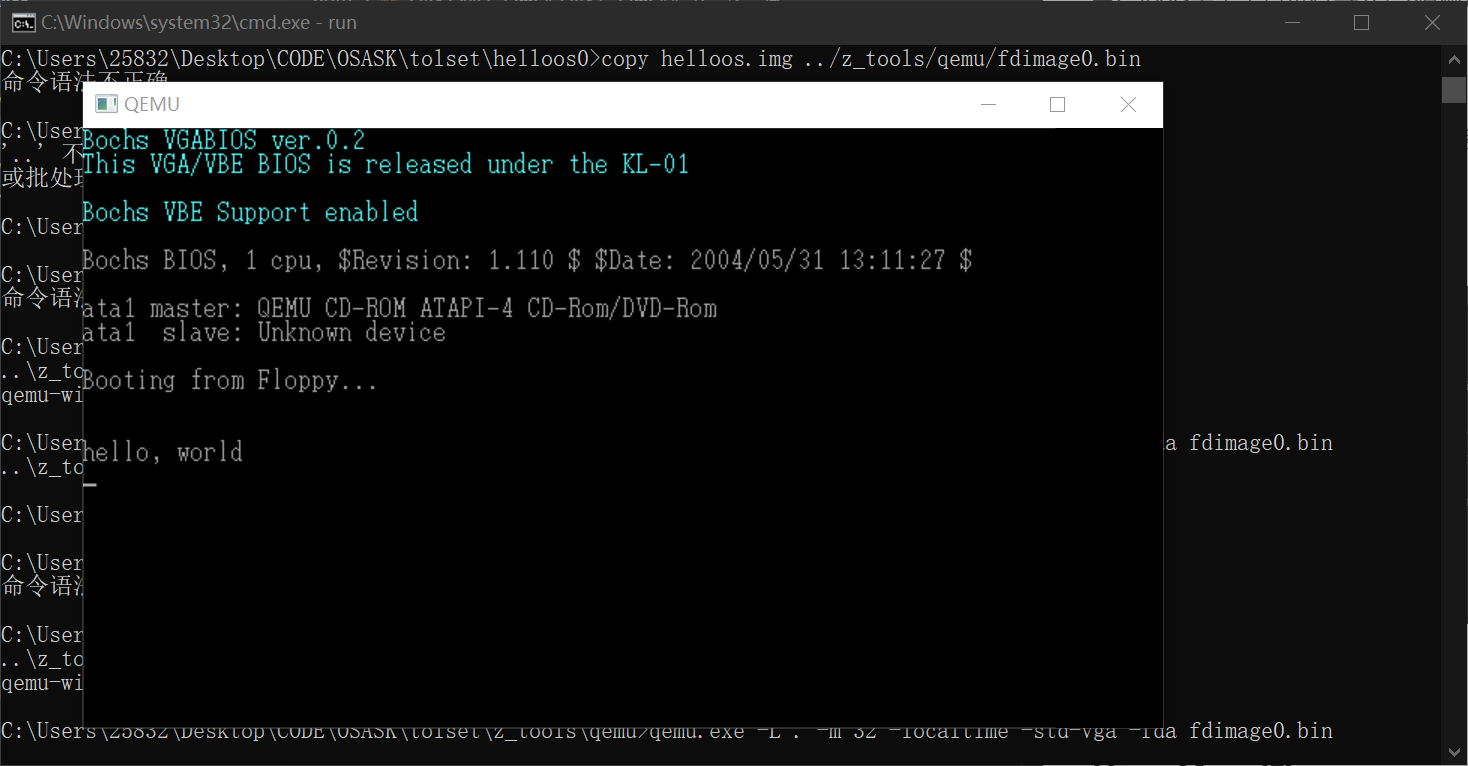 C:\Windows\system32\cmd.exe - run
C:\Users\25832\Desktop\CODE\OSASK\tolset\helloos0>copy helloos.img ../z_tools/qemu/fdimage0.bin
命令语法不正确
QEMU
C:\User
' , 不
..
或批处理
C:\User
C:\User
命令语法
C:\User
..\z_to
qemu-wi
C:\User
a fdimage0.bin
..\z_to
C:\User
C:\User
命令语法
C:\User
..\z_to
qemu-wi
Bochs VGABIOS ver.0.2
This VGA/VBE BIOS is released under the KL-01
Bochs VBE Support enabled
Bochs BIOS, 1 cpu, $Revision: 1.110 $ $Date: 2004/05/31 13:11:27 $
ata1 master: QEMU CD-ROM ATAPI-4 CD-Rom/DVD-Rom
ata1  slave: Unknown device
Booting from Floppy...
hello, world
C:\Users\25832\Desktop\CODE\OSASK\tolset\z_tools\qemu>qemu.exe -L . -m 32 -localtime -std-vga -fda fdimage0.bin